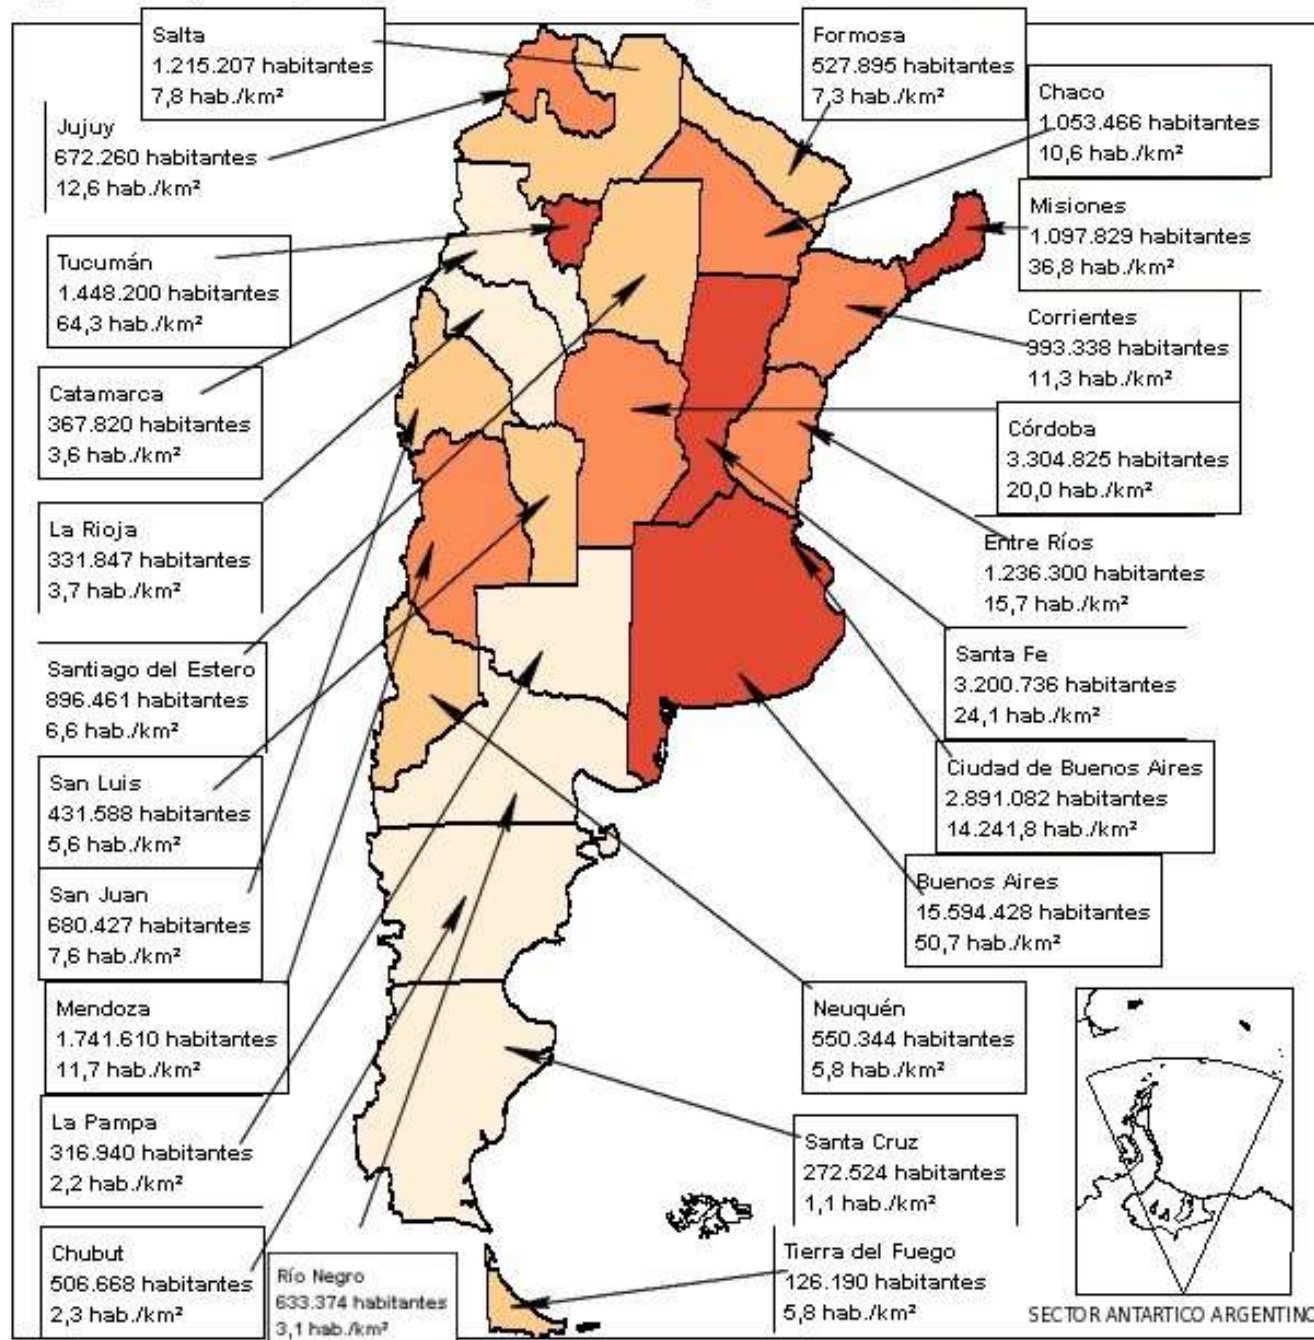 Salta
1.215.207 habitantes
7,8 hab./km²
Formosa
527.895 habitantes
7,3 hab./km²
Chaco
1.053.466 habitantes
10,6 hab./km²
Jujuy
672.260 habitantes
12,6 hab./km²
Misiones
1.097.829 habitantes
36,8 hab./km²
Tucumán
1.448.200 habitantes
64,3 hab./km²
Corrientes
993.338 habitantes
11,3 hab./km²
Catamarca
367.820 habitantes
3,6 hab./km²
Córdoba
3.304.825 habitantes
20,0 hab./km²
La Rioja
331.847 habitantes
3,7 hab./km²
Entre Ríos
1.236.300 habitantes
15,7 hab./km²
Santiago del Estero
896.461 habitantes
6,6 hab./km²
Santa Fe
3.200.736 habitantes
24,1 hab./km²
San Luis
431.588 habitantes
5,6 hab./km²
Ciudad de Buenos Aires
2.891.082 habitantes
14.241,8 hab./km²
San Juan
680.427 habitantes
7,6 hab./km²
Buenos Aires
15.594.428 habitantes
50,7 hab./km²
Mendoza
1.741.610 habitantes
11,7 hab./km²
Neuquén
550.344 habitantes
5,8 hab./km²
La Pampa
316.940 habitantes
2,2 hab./km²
Santa Cruz
272.524 habitantes
1,1 hab./km²
Chubut
506.668 habitantes
2,3 hab./km²
Río Negro
633.374 habitantes
3,1 hab./km²
Tierra del Fuego
126.190 habitantes
5,8 hab./km²
SECTOR ANTARTICO ARGENTINO